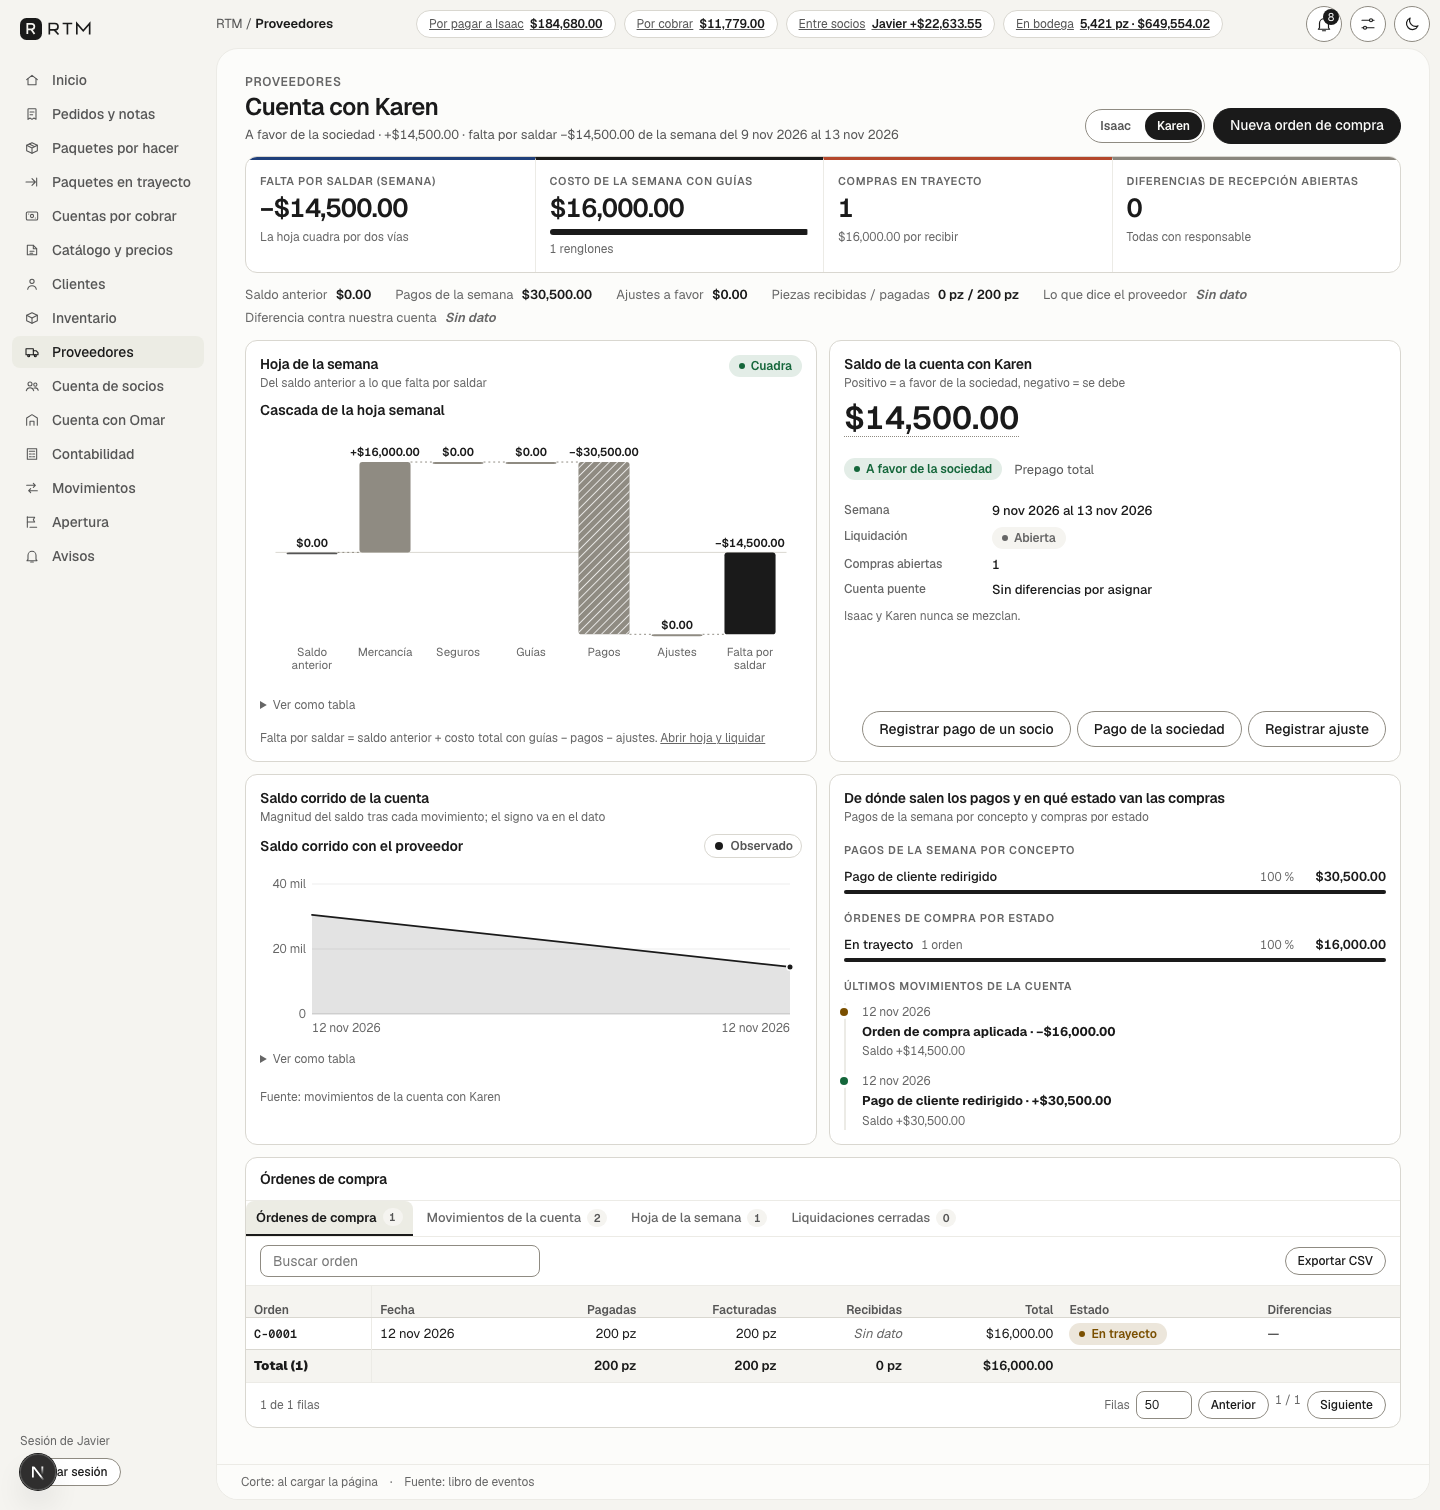 R RTM
RTM / Proveedores
Por pagar a Isaac $184,680.00
Por cobrar $11,779.00
Entre socios Javier +$22,633.55
En bodega 5,421 pz · $649,554.02
8
Inicio
Pedidos y notas
Paquetes por hacer
Paquetes en trayecto
Cuentas por cobrar
Catálogo y precios
Clientes
Inventario
Proveedores
Cuenta de socios
Cuenta con Omar
Contabilidad
Movimientos
Apertura
Avisos
PROVEEDORES
Cuenta con Karen
A favor de la sociedad · +$14,500.00 · falta por saldar −$14,500.00 de la semana del 9 nov 2026 al 13 nov 2026
Isaac Karen
Nueva orden de compra
FALTA POR SALDAR (SEMANA)
−$14,500.00
La hoja cuadra por dos vías
COSTO DE LA SEMANA CON GUÍAS
$16,000.00
1 renglones
COMPRAS EN TRAYECTO
1
$16,000.00 por recibir
DIFERENCIAS DE RECEPCIÓN ABIERTAS
0
Todas con responsable
Saldo anterior $0.00 Pagos de la semana $30,500.00 Ajustes a favor $0.00 Piezas recibidas / pagadas 0 pz / 200 pz Lo que dice el proveedor Sin dato
Diferencia contra nuestra cuenta Sin dato
Hoja de la semana
Del saldo anterior a lo que falta por saldar
Cuadra
Cascada de la hoja semanal
+$16,000.00 $0.00 $0.00 −$30,500.00
$0.00 −$14,500.00
$0.00
Saldo anterior Mercancía Seguros Guías Pagos Ajustes Falta por saldar
Ver como tabla
Falta por saldar = saldo anterior + costo total con guías − pagos − ajustes. Abrir hoja y liquidar
Saldo de la cuenta con Karen
Positivo = a favor de la sociedad, negativo = se debe
$14,500.00
A favor de la sociedad Prepago total
Semana 9 nov 2026 al 13 nov 2026
Liquidación Abierta
Compras abiertas 1
Cuenta puente Sin diferencias por asignar
Isaac y Karen nunca se mezclan.
Registrar pago de un socio Pago de la sociedad Registrar ajuste
Saldo corrido de la cuenta
Magnitud del saldo tras cada movimiento; el signo va en el dato
Saldo corrido con el proveedor
Observado
40 mil
20 mil
0
12 nov 2026 12 nov 2026
Ver como tabla
Fuente: movimientos de la cuenta con Karen
De dónde salen los pagos y en qué estado van las compras
Pagos de la semana por concepto y compras por estado
PAGOS DE LA SEMANA POR CONCEPTO
Pago de cliente redirigido 100 % $30,500.00
ÓRDENES DE COMPRA POR ESTADO
En trayecto 1 orden 100 % $16,000.00
ÚLTIMOS MOVIMIENTOS DE LA CUENTA
12 nov 2026
Orden de compra aplicada · −$16,000.00
Saldo +$14,500.00
12 nov 2026
Pago de cliente redirigido · +$30,500.00
Saldo +$30,500.00
Órdenes de compra
Órdenes de compra 1 Movimientos de la cuenta 2 Hoja de la semana 1 Liquidaciones cerradas 0
Buscar orden
Exportar CSV
Orden Fecha Pagadas Facturadas Recibidas Total Estado Diferencias
C-0001 12 nov 2026 200 pz 200 pz Sin dato $16,000.00 En trayecto —
Total (1) 200 pz 200 pz 0 pz $16,000.00
1 de 1 filas
Filas 50 Anterior 1 / 1 Siguiente
Sesión de Javier
N ar sesión
Corte: al cargar la página · Fuente: libro de eventos